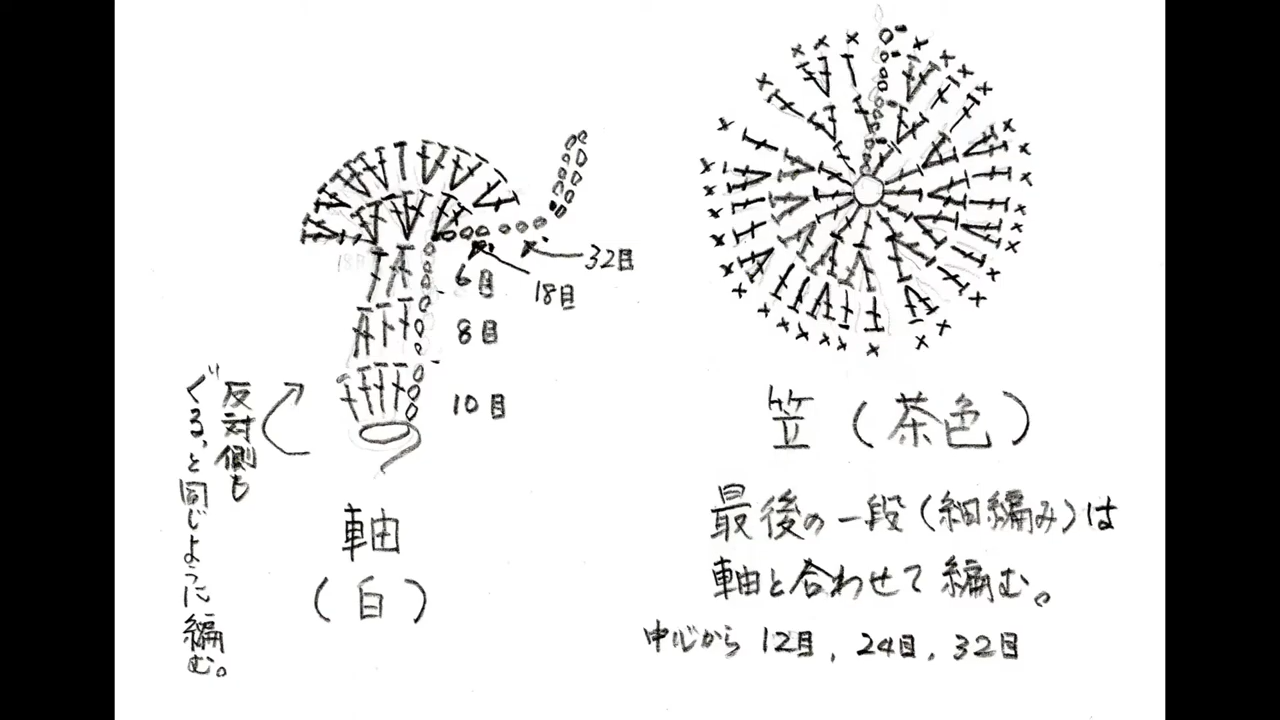 32目
18目
6目
8目
10目
反対側も
ぐるっと同じように編む。
軸
(白)
笠(茶色)
最後の一段(細編み)は
軸と合わせて編む。
中心から 12目, 24目, 32目